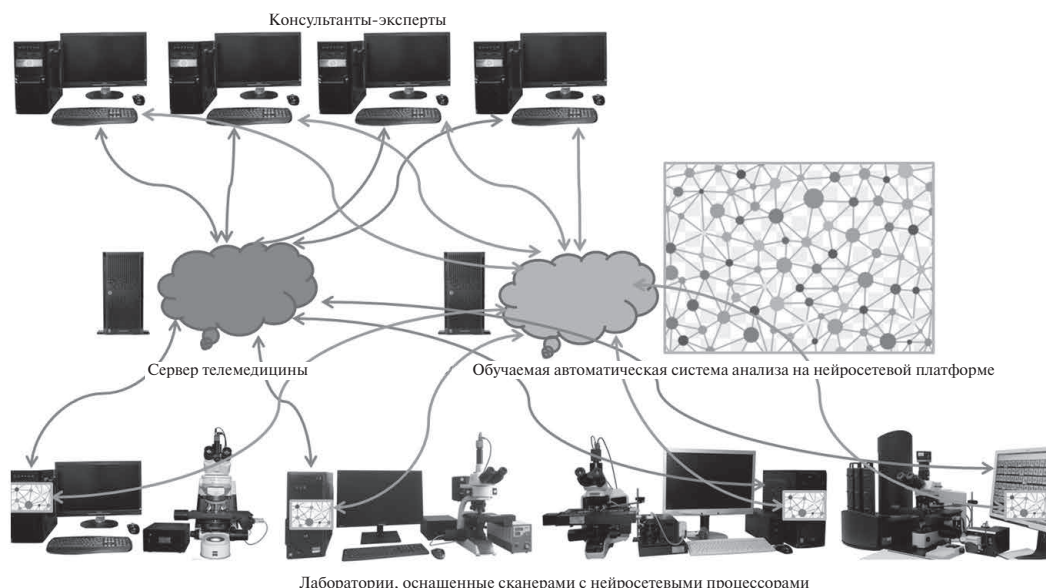 Консультанты-эксперты
Сервер телемедицины
Обучаемая автоматическая система анализа на нейросетевой платформе
Лаборатории, оснащенные сканерами с нейросетевыми процессорами